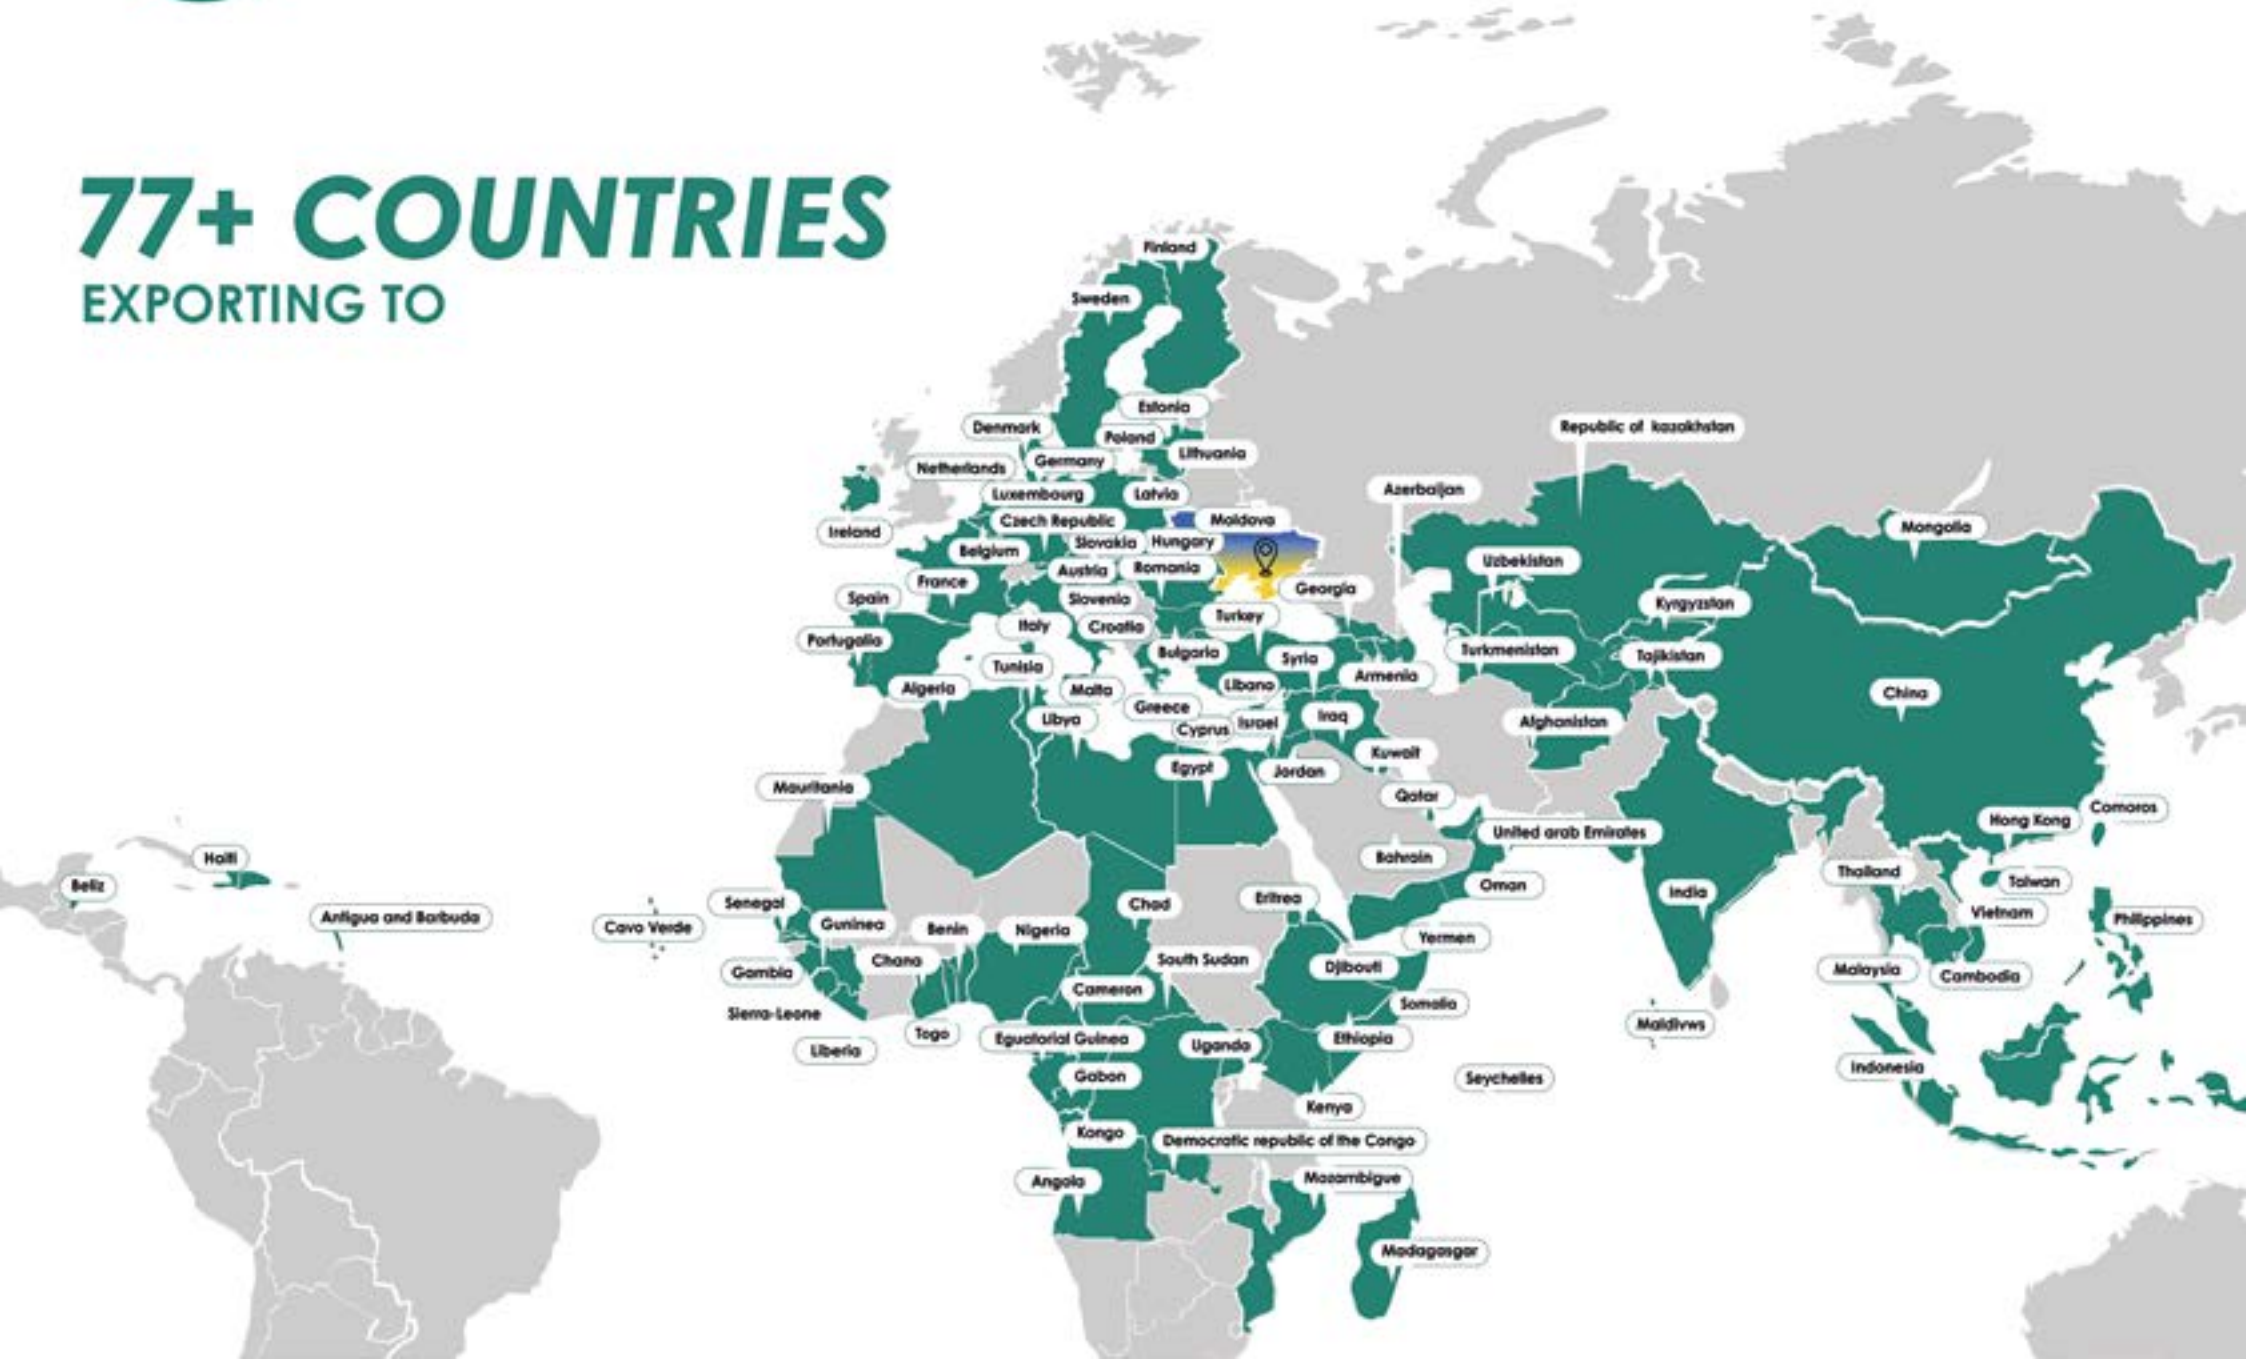 77+ COUNTRIES
EXPORTING TO
Finland
Sweden
Estonia
Denmark
Poland
Lithuania
Germany
Netherlands
Luxembourg
Latvia
Ireland
Czech Republic
Moldova
Belgium
Slovakia
Hungary
Austria
Romania
France
Spain
Slovenia
Georgia
Turkey
Portugalia
Italy
Croatia
Bulgaria
Tunisia
Syria
Armenia
Algeria
Malta
Libano
Libya
Greece
Cyprus
Israel
Iraq
Azerbaijan
Republic of kazakhstan
Uzbekistan
Mongolia
Kyrgyzstan
Turkmenistan
Tajikistan
China
Afghanistan
Kuwait
Egypt
Jordan
Qatar
Mauritania
United arab Emirates
Bahrain
Oman
Hong Kong
Comoros
Haiti
Beliz
Antigua and Barbuda
Cavo Verde
Senegal
Guninea
Benin
Nigeria
Chad
Eritrea
Yermen
India
Thailand
Taiwan
Vietnam
Philippines
Gambia
Chana
South Sudan
Djibouti
Malaysia
Cambodia
Sierra-Leone
Cameron
Somalia
Maldivws
Liberia
Togo
Eguatorial Guinea
Uganda
Ethiopia
Gabon
Seychelles
Indonesia
Kenya
Kongo
Democratic republic of the Congo
Angola
Mozambigue
Madagasgar